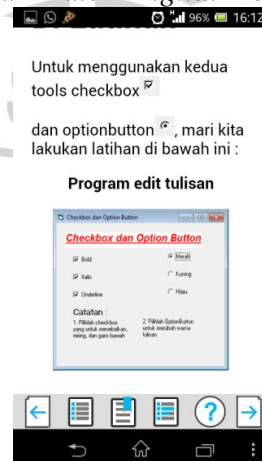 96% 16:12
Untuk menggunakan kedua
tools checkbox
dan optionbutton , mari kita
lakukan latihan di bawah ini :
Program edit tulisan
Checkbox dan Option Button
Checkbox dan Option Button
Bold
Merah
Italic
Kuning
Underline
Hijau
Catatan :
1. Pilihlah checkbox
yang untuk menebalkan,
miring, dan garis bawah
2. Pilihlah OptionButton
untuk merubah warna
tulisan.
?